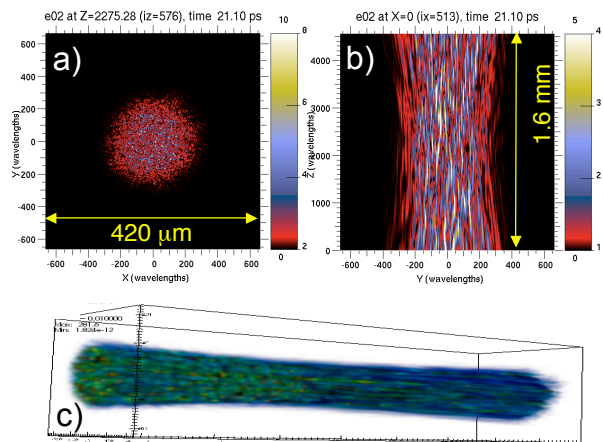 e02 at Z=2275.28 (iz=576), time 21.10 ps
a)
Y (wavelengths)
600
400
200
0
-200
-400
-600
420 μm
-600 -400 -200 0 200 400 600
X (wavelengths)
10
8
6
4
2
0
2
e02 at X=0 (ix=513), time 21.10 ps
b)
Z (wavelengths)
4000
3000
2000
1000
0
1.6 mm
-600 -400 -200 0 200 400 600
Y (wavelengths)
5
4
3
2
1
1
-0.010000
Max: 281.5
c)